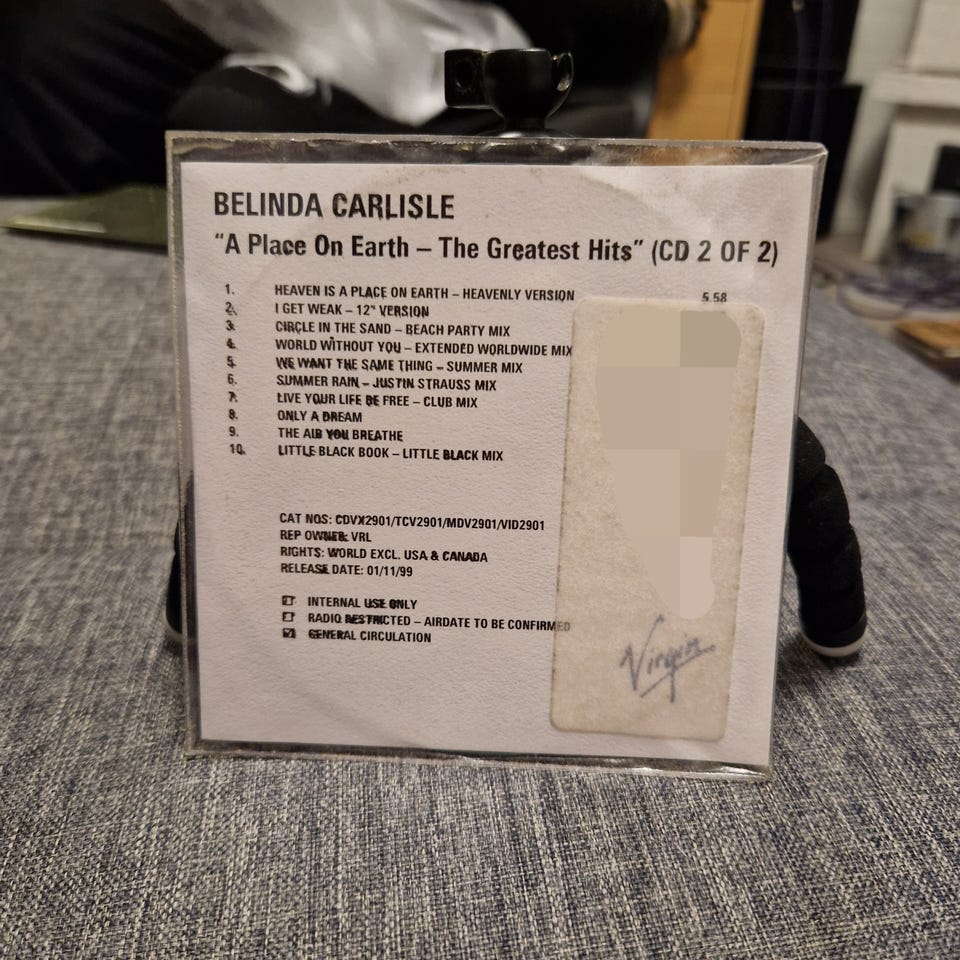 BELINDA CARLISLE
"A Place On Earth – The Greatest Hits" (CD 2 OF 2)
1. HEAVEN IS A PLACE ON EARTH – HEAVENLY VERSION 5.58
2. I GET WEAK – 12" VERSION
3. CIRCLE IN THE SAND – BEACH PARTY MIX
4. WORLD WITHOUT YOU – EXTENDED WORLDWIDE MIX
5. WE WANT THE SAME THING – SUMMER MIX
6. SUMMER RAIN – JUSTIN STRAUSS MIX
7. LIVE YOUR LIFE BE FREE – CLUB MIX
8. ONLY A DREAM
9. THE AIR YOU BREATHE
10. LITTLE BLACK BOOK – LITTLE BLACK MIX
CAT NOS: CDVX2901/TCV2901/MDV2901/VID2901
REP OWNER: VRL
RIGHTS: WORLD EXCL. USA & CANADA
RELEASE DATE: 01/11/99
INTERNAL USE ONLY
RADIO RESTRICTED – AIRDATE TO BE CONFIRMED
GENERAL CIRCULATION
Virgin